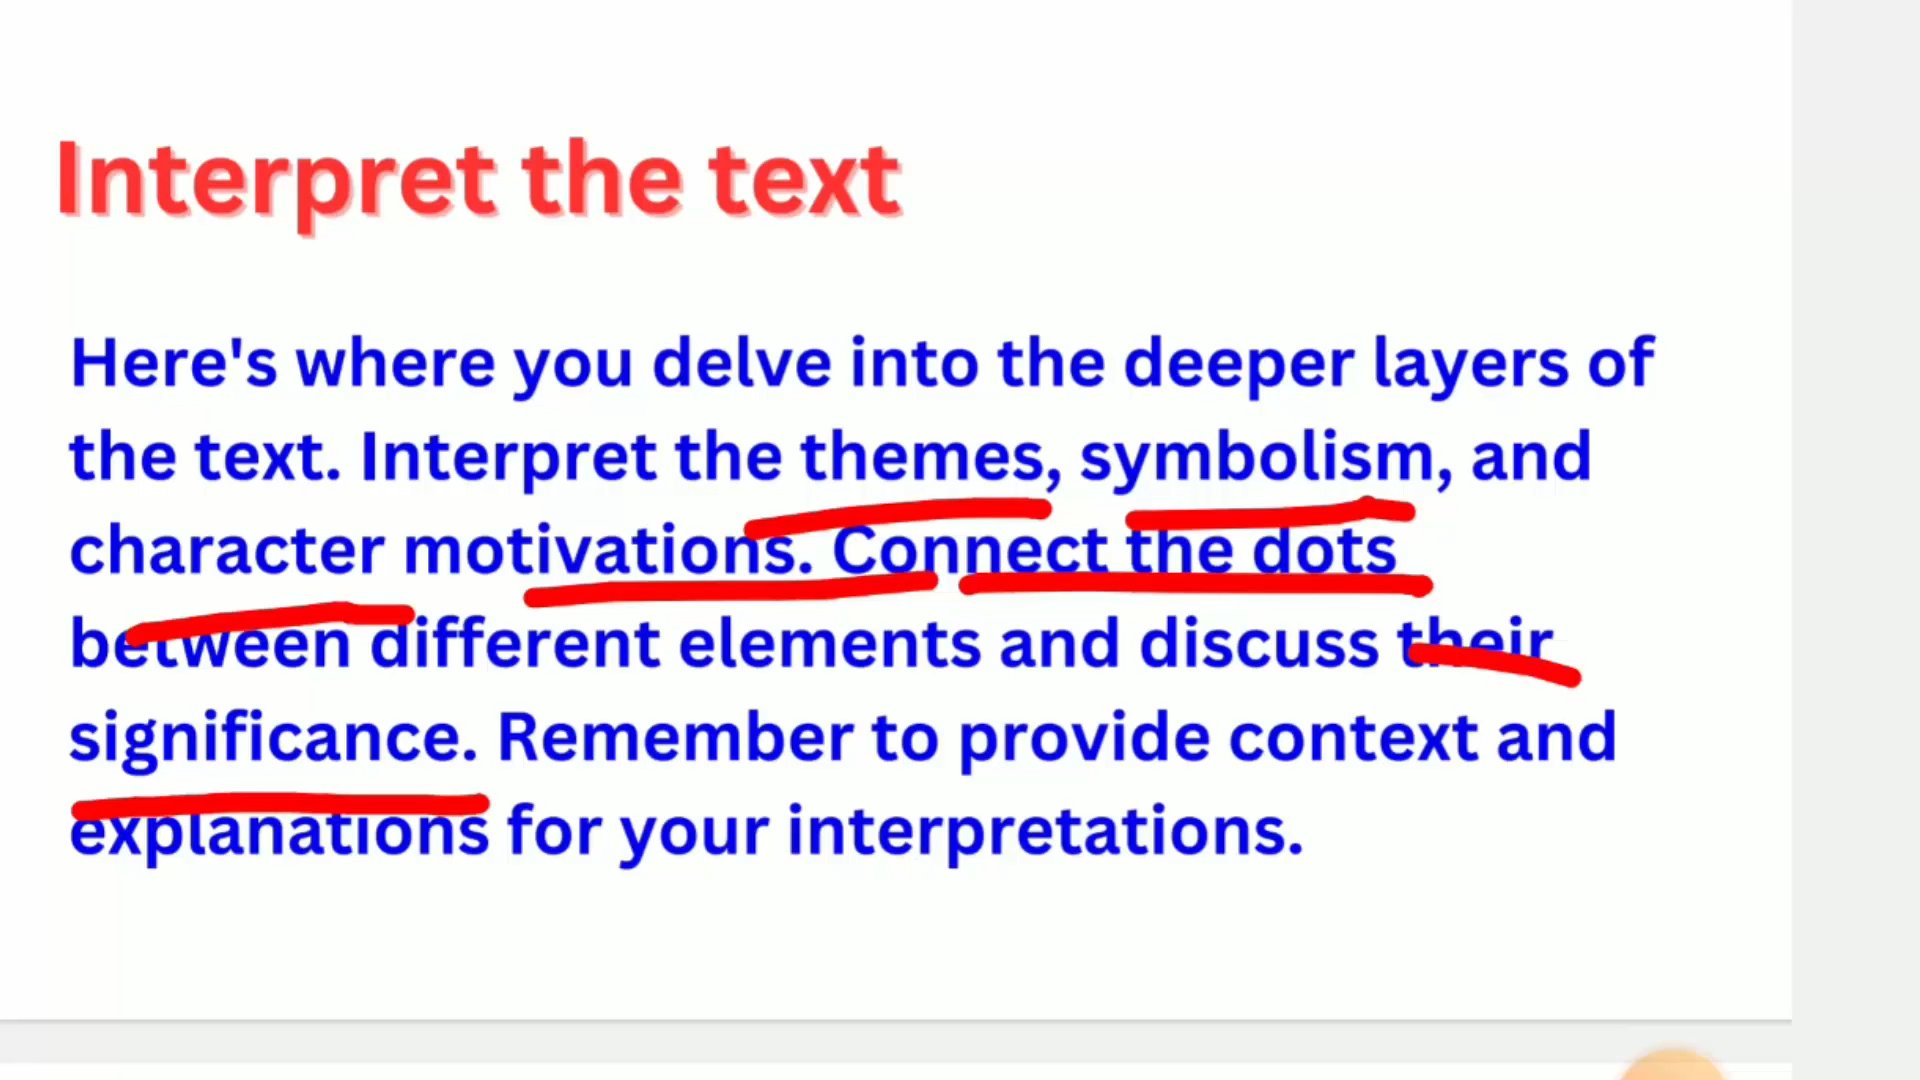 Interpret the text
Here's where you delve into the deeper layers of
the text. Interpret the themes, symbolism, and
character motivations. Connect the dots
between different elements and discuss their
significance. Remember to provide context and
explanations for your interpretations.